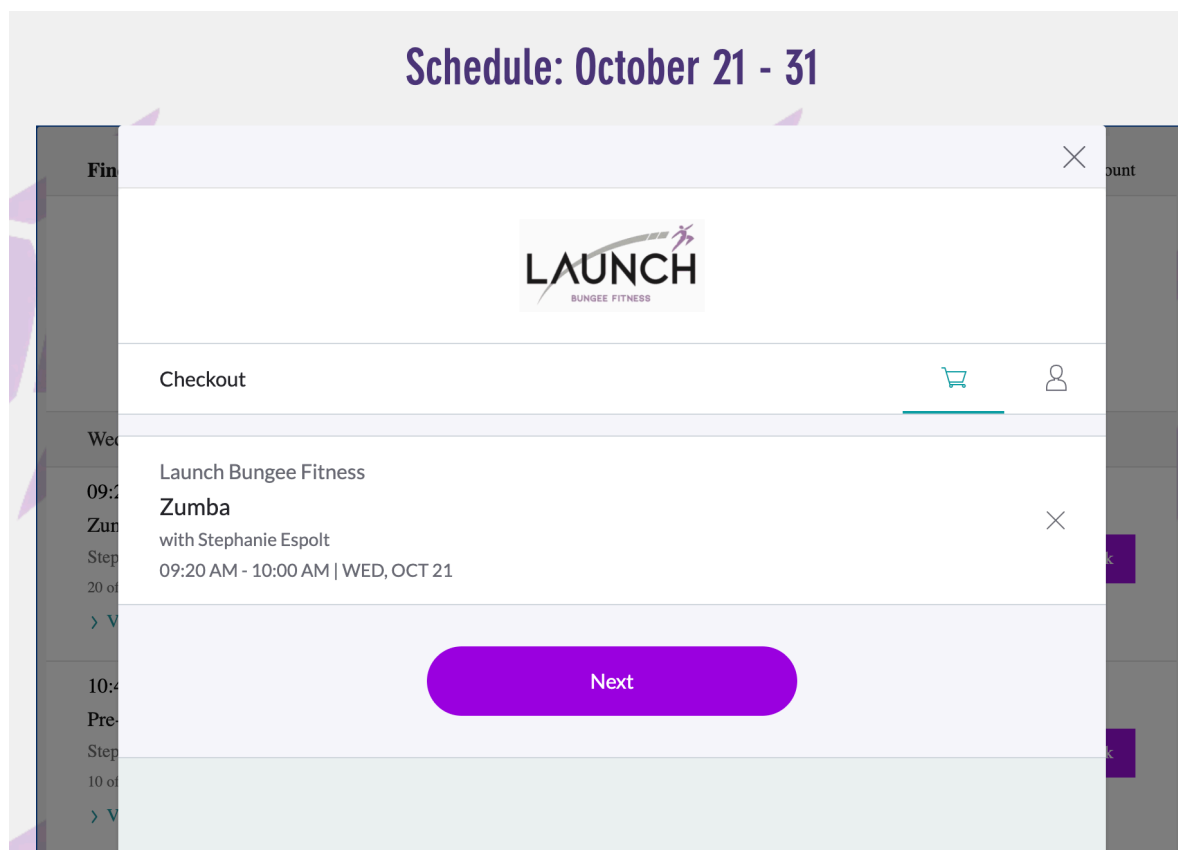 Schedule: October 21 - 31
LAUNCH
BUNGEE FITNESS
Checkout
Launch Bungee Fitness
Zumba
with Stephanie Espolt
09:20 AM - 10:00 AM | WED, OCT 21
Next